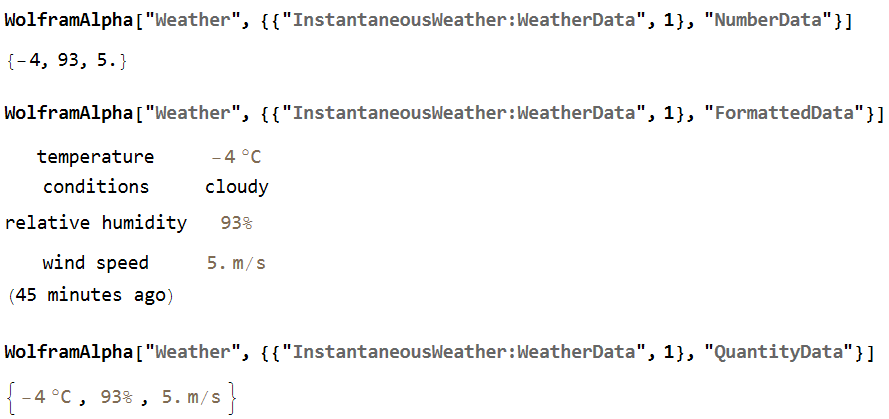 WolframAlpha["Weather", {{"InstantaneousWeather:WeatherData", 1}, "NumberData"}]
{-4, 93, 5.}
WolframAlpha["Weather", {{"InstantaneousWeather:WeatherData", 1}, "FormattedData"}]
temperature -4 °C
conditions cloudy
relative humidity 93%
wind speed 5. m/s
(45 minutes ago)
WolframAlpha["Weather", {{"InstantaneousWeather:WeatherData", 1}, "QuantityData"}]
{-4 °C , 93% , 5. m/s }